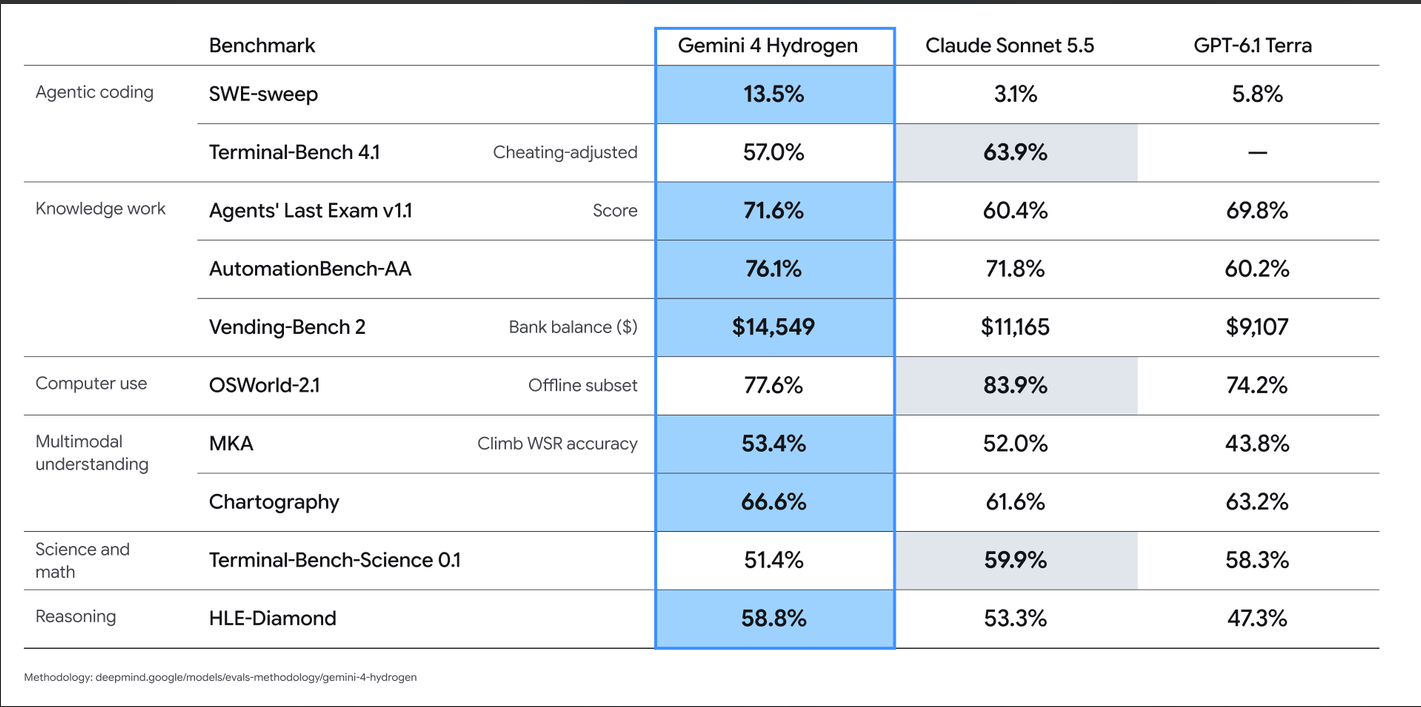 Benchmark Gemini 4 Hydrogen Claude Sonnet 5.5 GPT-6.1 Terra
Agentic coding SWE-sweep 13.5% 3.1% 5.8%
Terminal-Bench 4.1 Cheating-adjusted 57.0% 63.9% —
Knowledge work Agents' Last Exam v1.1 Score 71.6% 60.4% 69.8%
AutomationBench-AA 76.1% 71.8% 60.2%
Vending-Bench 2 Bank balance ($) $14,549 $11,165 $9,107
Computer use OSWorld-2.1 Offline subset 77.6% 83.9% 74.2%
Multimodal
understanding
MKA Climb WSR accuracy 53.4% 52.0% 43.8%
Chartography 66.6% 61.6% 63.2%
Science and
math
Terminal-Bench-Science 0.1 51.4% 59.9% 58.3%
Reasoning HLE-Diamond 58.8% 53.3% 47.3%
Methodology: deepmind.google/models/evals-methodology/gemini-4-hydrogen